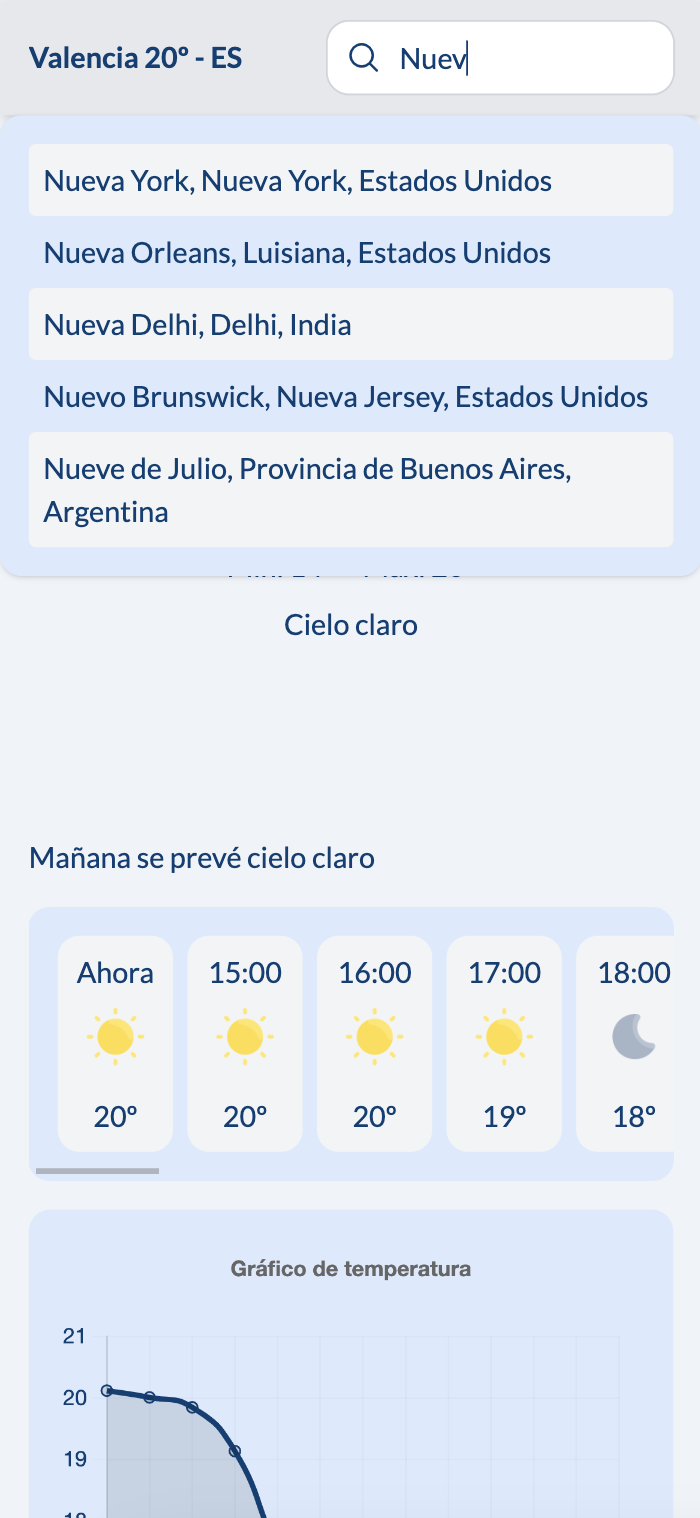 Valencia 20º - ES
Nuev
Nueva York, Nueva York, Estados Unidos
Nueva Orleans, Luisiana, Estados Unidos
Nueva Delhi, Delhi, India
Nuevo Brunswick, Nueva Jersey, Estados Unidos
Nueve de Julio, Provincia de Buenos Aires,
Argentina
Cielo claro
Mañana se prevé cielo claro
Ahora 15:00 16:00 17:00 18:00
20º 20º 20º 19º 18º
Gráfico de temperatura
21
20
19